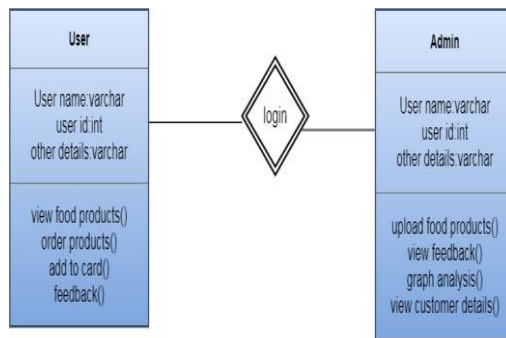 User
User name:varchar
user id:int
other details:varchar
view food products()
order products()
add to card()
feedback()
login
Admin
User name:varchar
user id:int
other details:varchar
upload food products()
view feedback()
graph analysis()
view customer details()